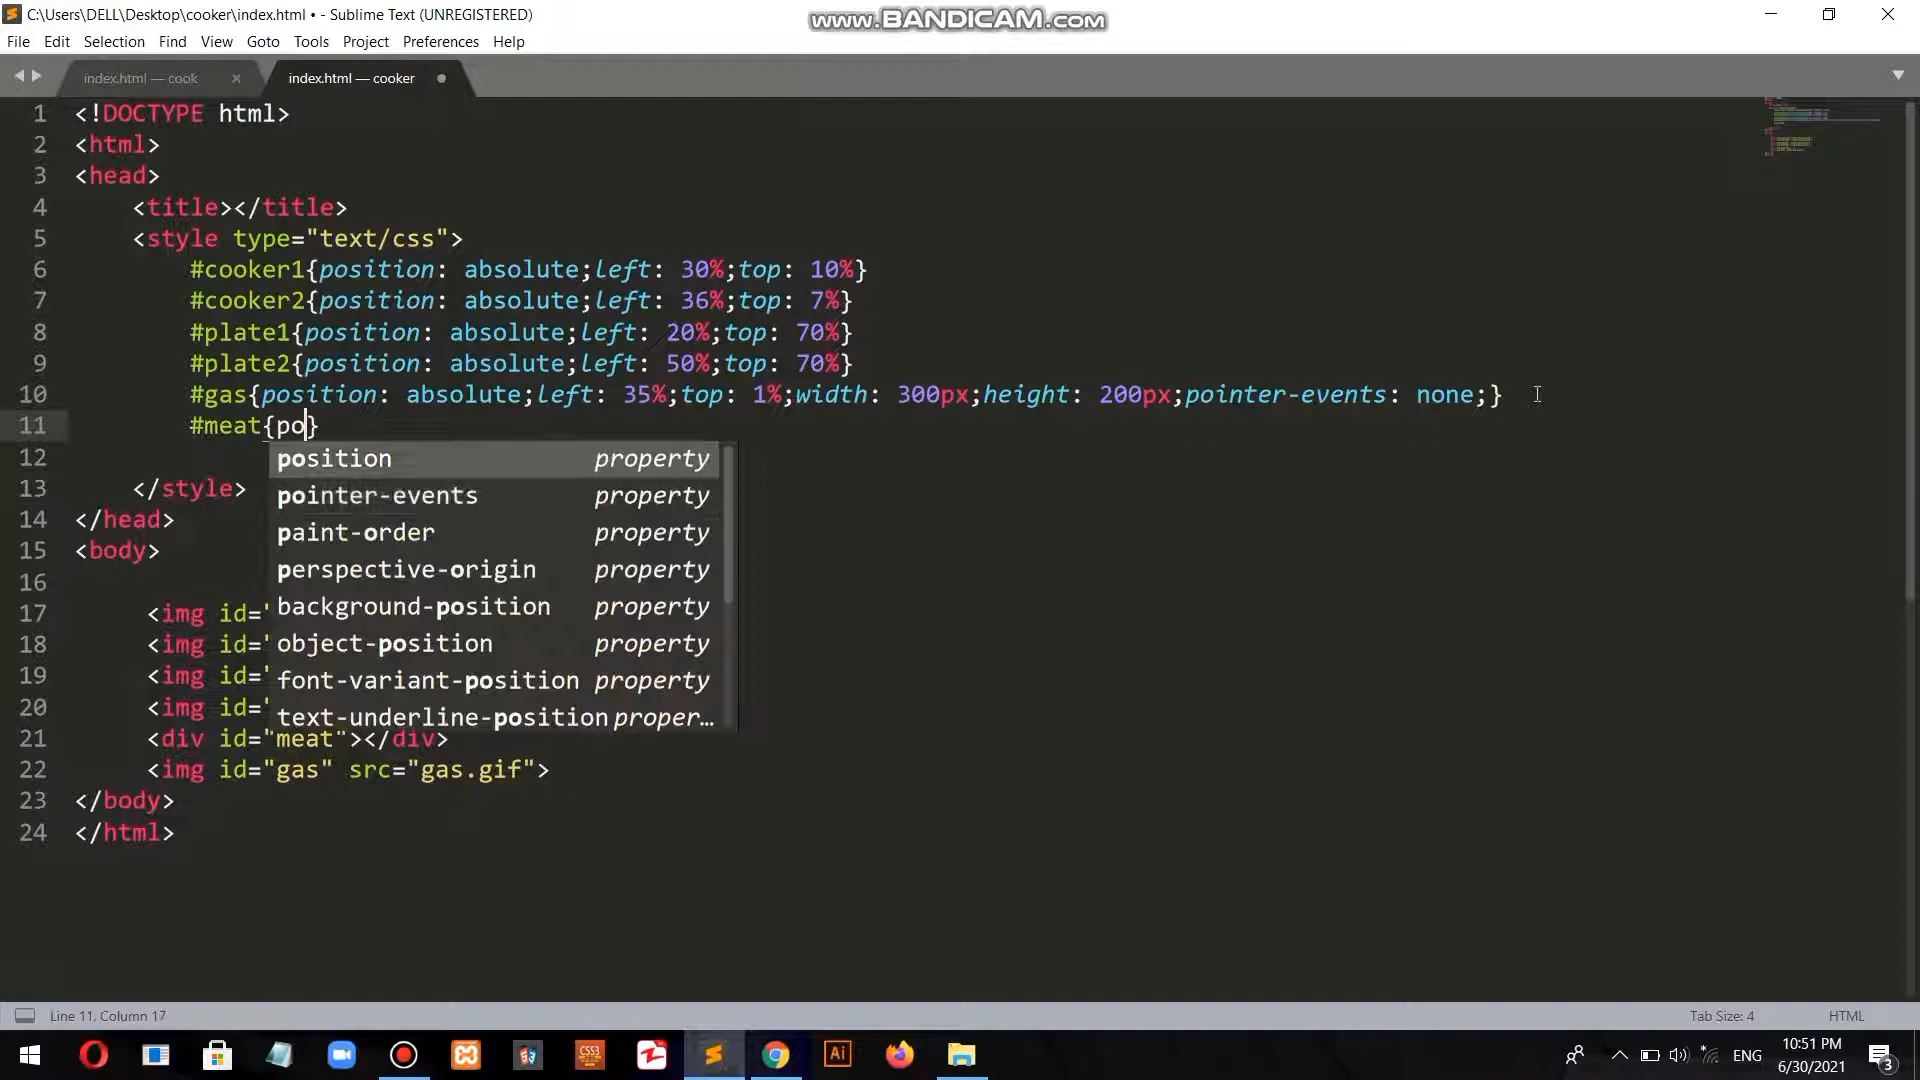 C:\Users\DELL\Desktop\cooker\index.html • - Sublime Text (UNREGISTERED)
www.BANDICAM.com
File Edit Selection Find View Goto Tools Project Preferences Help
index.html — cook × index.html — cooker
1 <!DOCTYPE html>
2 <html>
3 <head>
4 <title></title>
5 <style type="text/css">
6 #cooker1{position: absolute;left: 30%;top: 10%}
7 #cooker2{position: absolute;left: 36%;top: 7%}
8 #plate1{position: absolute;left: 20%;top: 70%}
9 #plate2{position: absolute;left: 50%;top: 70%}
10 #gas{position: absolute;left: 35%;top: 1%;width: 300px;height: 200px;pointer-events: none;}
11 #meat{po}
12 position property
13 </style>
pointer-events property
14 </head>
paint-order property
15 <body>
perspective-origin property
16
background-position property
17 <img id="
18 <img id="
object-position property
19 <img id="
font-variant-position property
20 <img id="
text-underline-position proper…
21 <div id="meat"></div>
22 <img id="gas" src="gas.gif">
23 </body>
24 </html>
Line 11, Column 17 Tab Size: 4 HTML
CSS3 Ai ENG 10:51 PM
6/30/2021 3